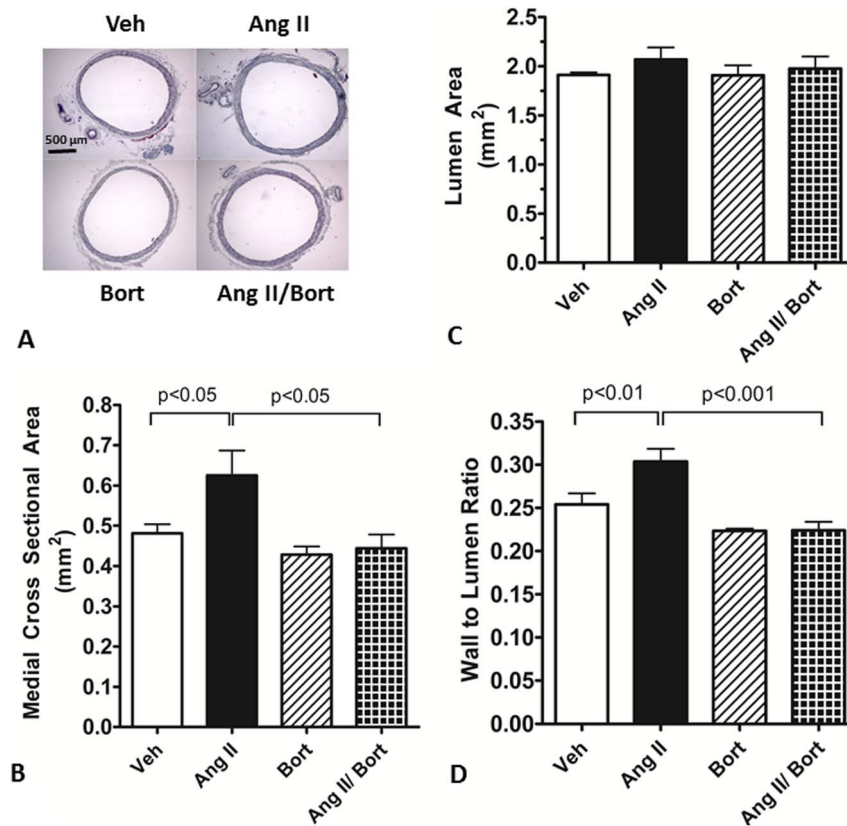 Veh Ang II
500 µm
Bort Ang II/Bort
A
Lumen Area
(mm²)
2.5
2.0
1.5
1.0
0.5
0.0
Veh Ang II Bort Ang II/ Bort
C
Medial Cross Sectional Area
(mm²)
p<0.05 p<0.05
0.8
0.7
0.6
0.5
0.4
0.3
0.2
0.1
0.0
Veh Ang II Bort Ang II/ Bort
B
Wall to Lumen Ratio
p<0.01 p<0.001
0.35
0.30
0.25
0.20
0.15
0.10
0.05
0.00
Veh Ang II Bort Ang II/ Bort
D